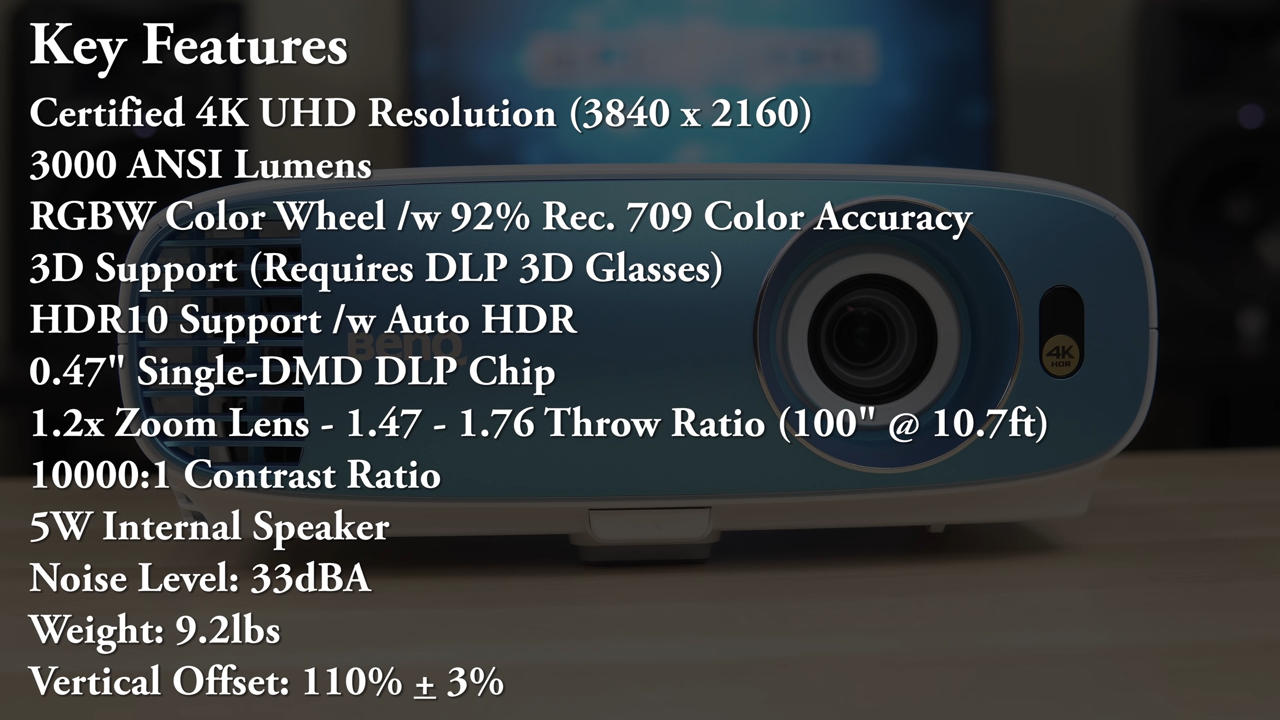 Key Features
Certified 4K UHD Resolution (3840 x 2160)
3000 ANSI Lumens
RGBW Color Wheel /w 92% Rec. 709 Color Accuracy
3D Support (Requires DLP 3D Glasses)
HDR10 Support /w Auto HDR
BenQ
4K
HDR
0.47" Single-DMD DLP Chip
1.2x Zoom Lens - 1.47 - 1.76 Throw Ratio (100" @ 10.7ft)
10000:1 Contrast Ratio
5W Internal Speaker
Noise Level: 33dBA
Weight: 9.2lbs
Vertical Offset: 110% ± 3%